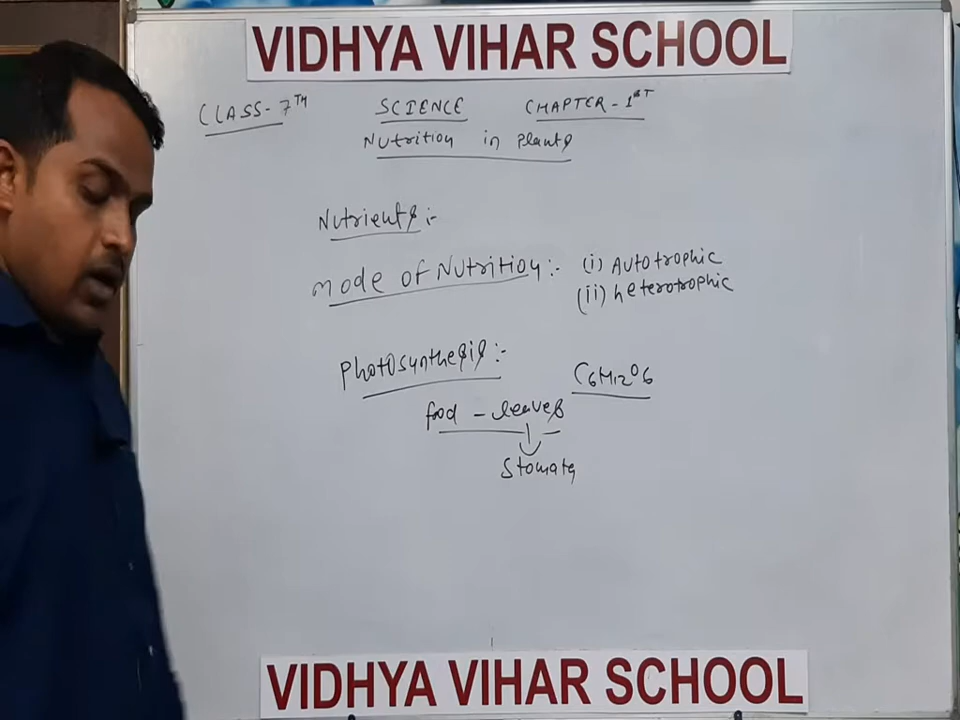 VIDHYA VIHAR SCHOOL
CLASS-7TH SCIENCE CHAPTER-1ST
Nutrition in Plants
Nutrients:-
Mode of Nutrition:- (i) Autotrophic
(ii) heterotrophic
Photosynthesis:-
C6H12O6
food - leaves
Stomata
VIDHYA VIHAR SCHOOL